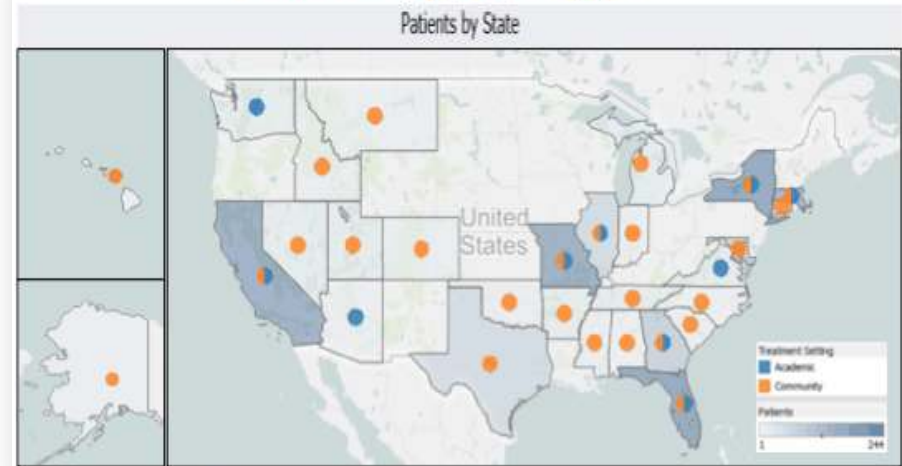 Patients by State
United
States
Treatment Setting
Academic
Community
Patients
1
244